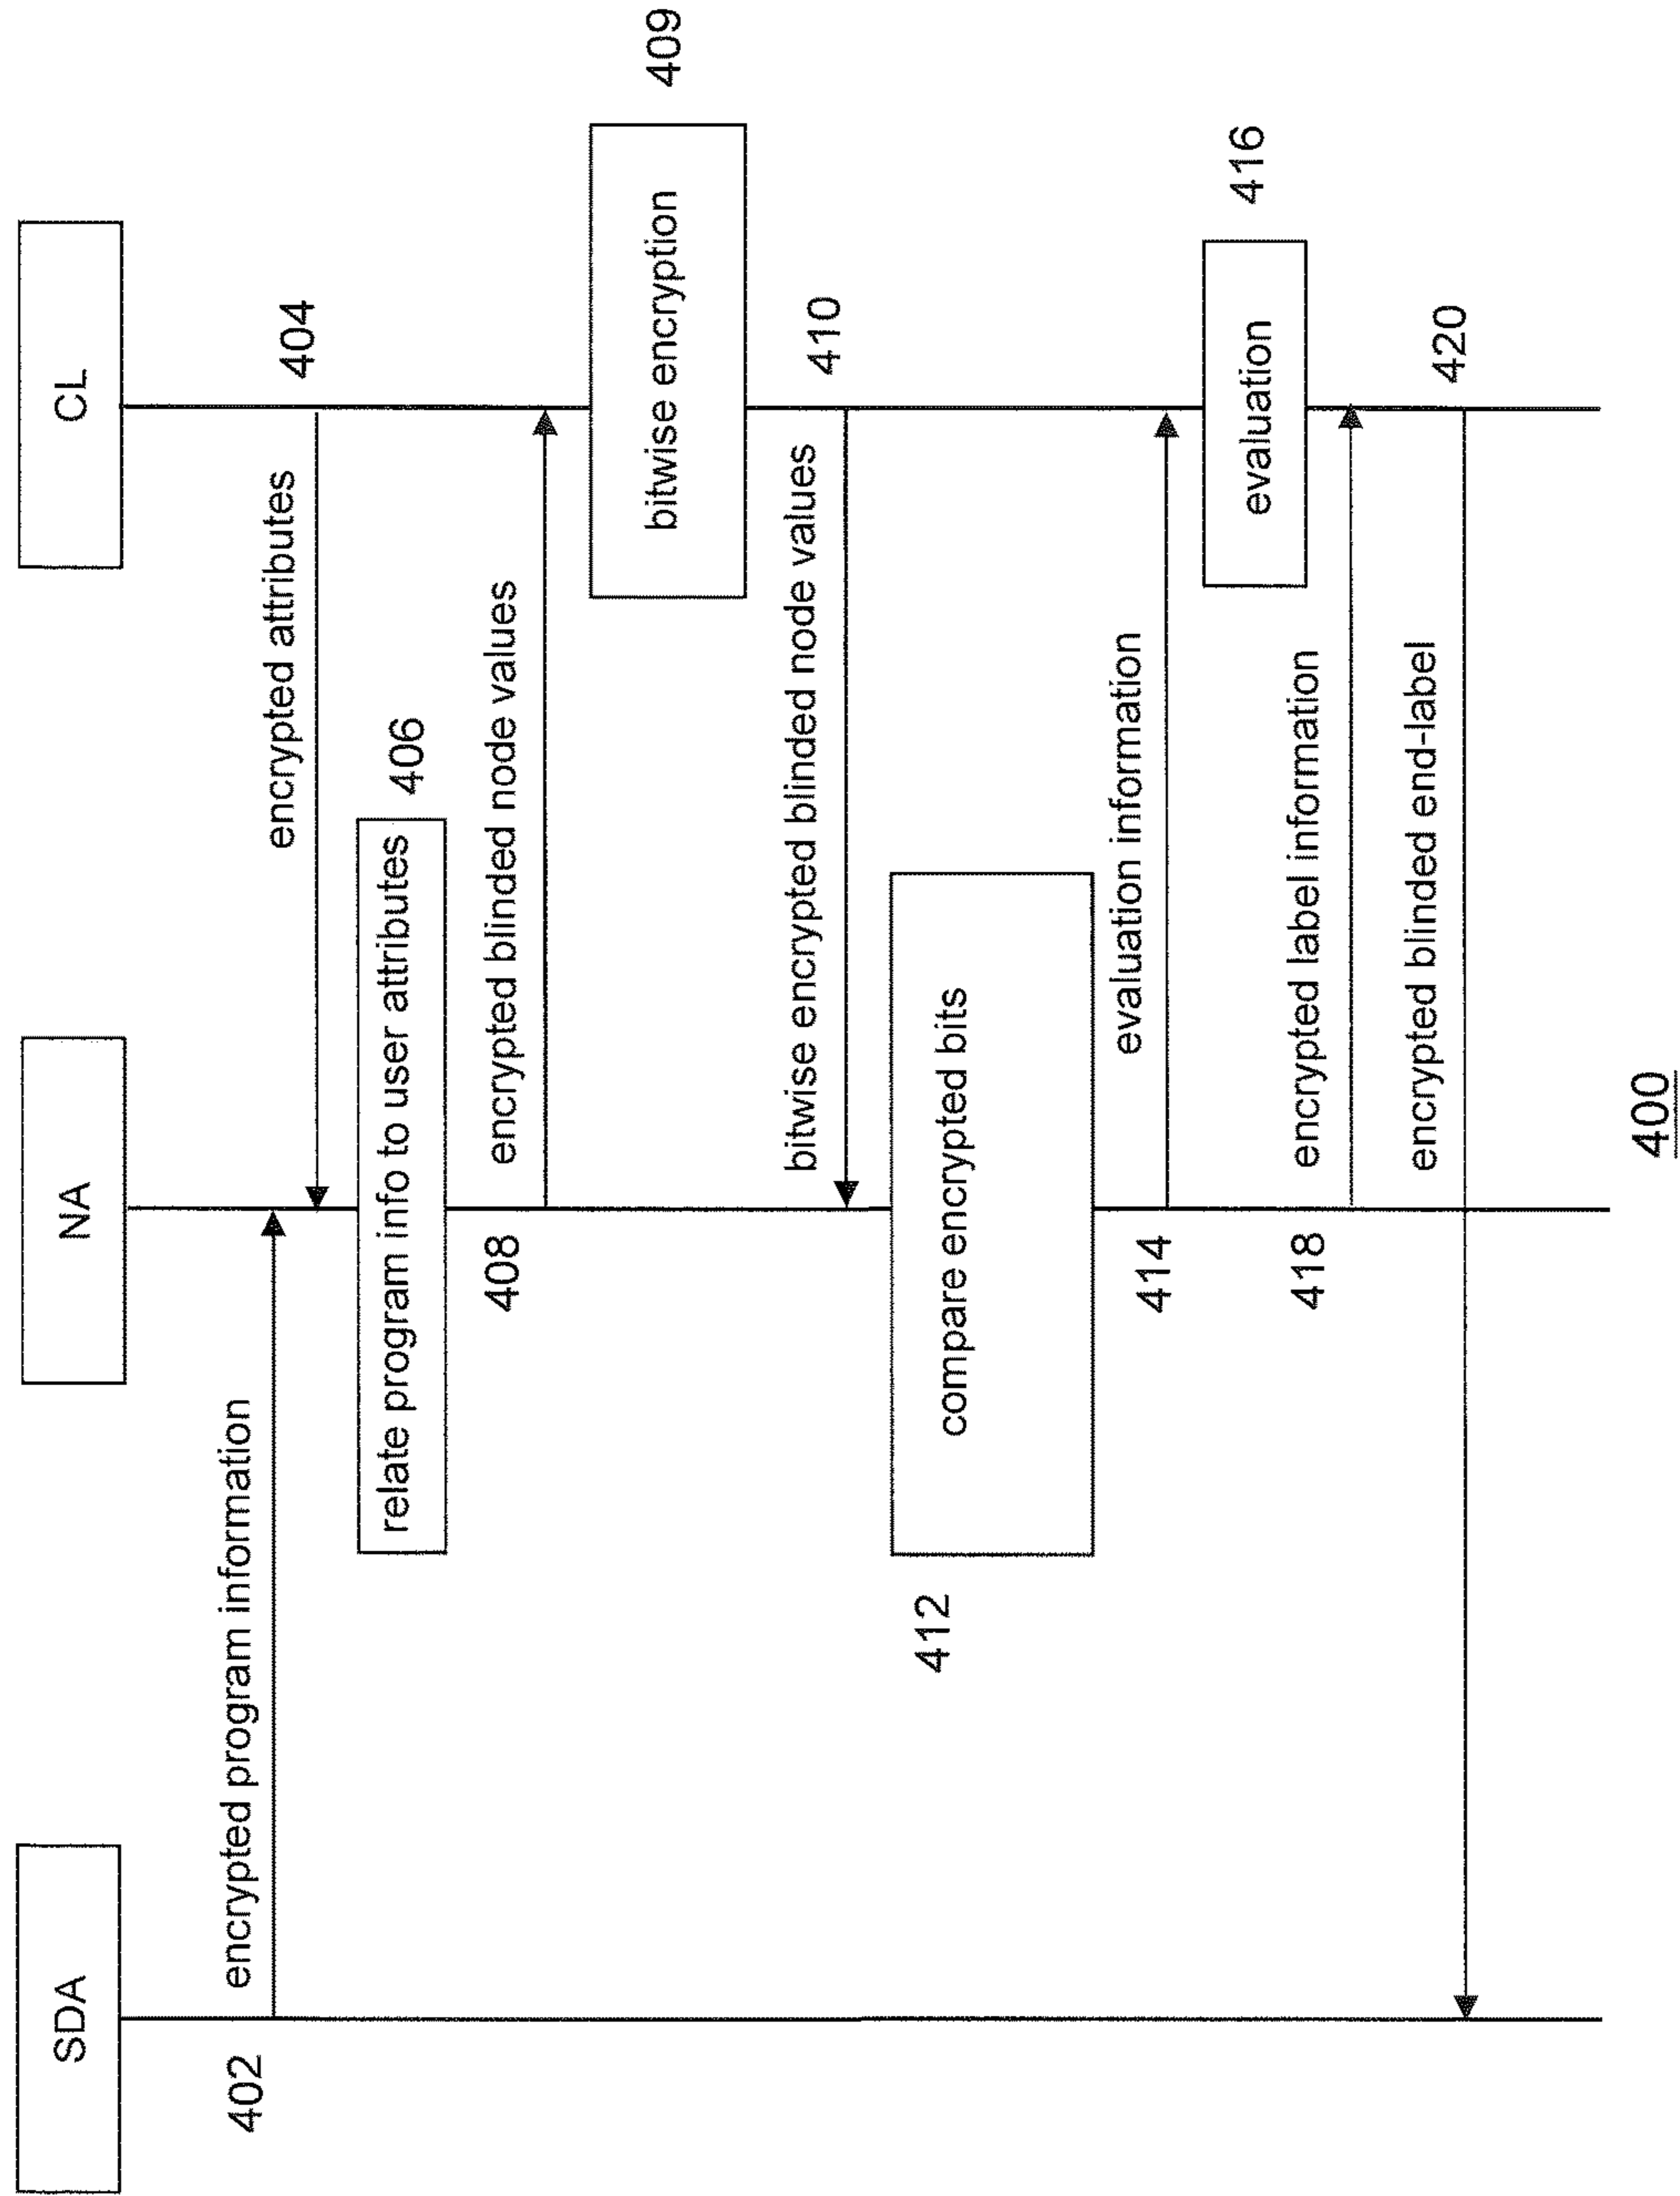 SDA
NA
CL
402
encrypted program information
404
encrypted attributes
relate program info to user attributes
406
408
encrypted blinded node values
bitwise encryption
409
410
bitwise encrypted blinded node values
412
compare encrypted bits
414
evaluation information
evaluation
416
418
encrypted label information
420
encrypted blinded end-label
400